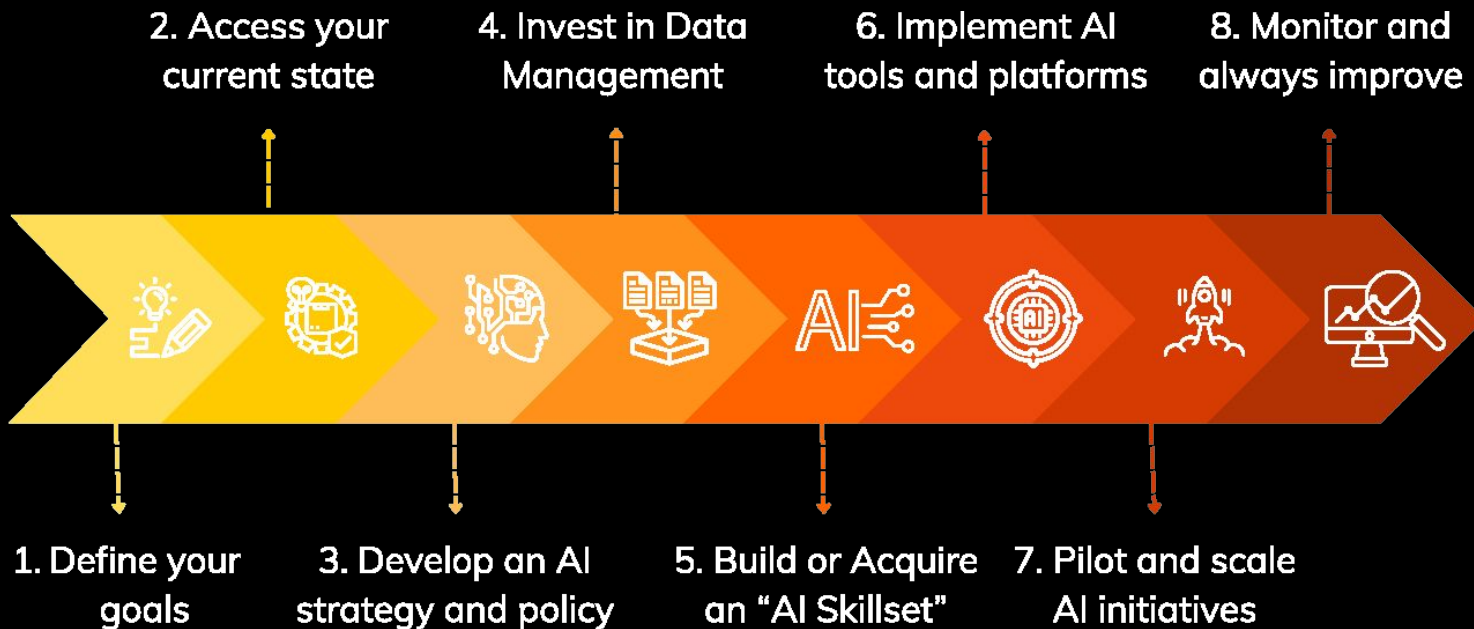 2. Access your
current state
4. Invest in Data
Management
6. Implement AI
tools and platforms
8. Monitor and
always improve
AI
AI
1. Define your
goals
3. Develop an AI
strategy and policy
5. Build or Acquire
an “AI Skillset”
7. Pilot and scale
AI initiatives